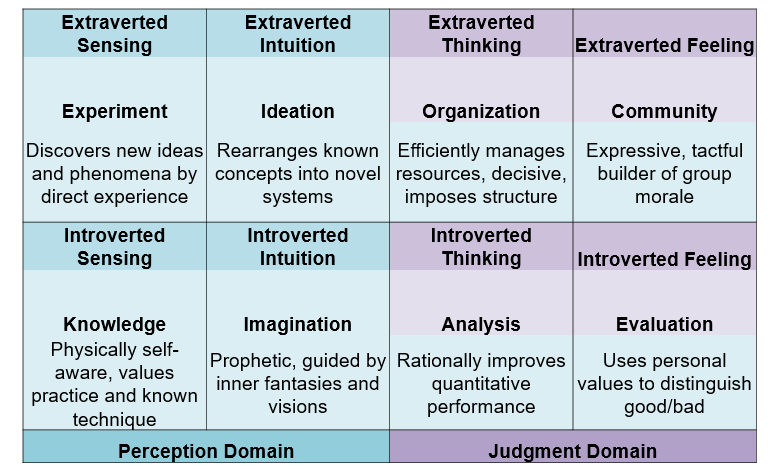 Extraverted
Sensing
Experiment
Discovers new ideas
and phenomena by
direct experience
Extraverted
Intuition
Ideation
Rearranges known
concepts into novel
systems
Extraverted
Thinking
Organization
Efficiently manages
resources, decisive,
imposes structure
Extraverted Feeling
Community
Expressive, tactful
builder of group
morale
Introverted
Sensing
Knowledge
Physically self-
aware, values
practice and known
technique
Introverted
Intuition
Imagination
Prophetic, guided by
inner fantasies and
visions
Introverted
Thinking
Analysis
Rationally improves
quantitative
performance
Introverted Feeling
Evaluation
Uses personal
values to distinguish
good/bad
Perception Domain
Judgment Domain